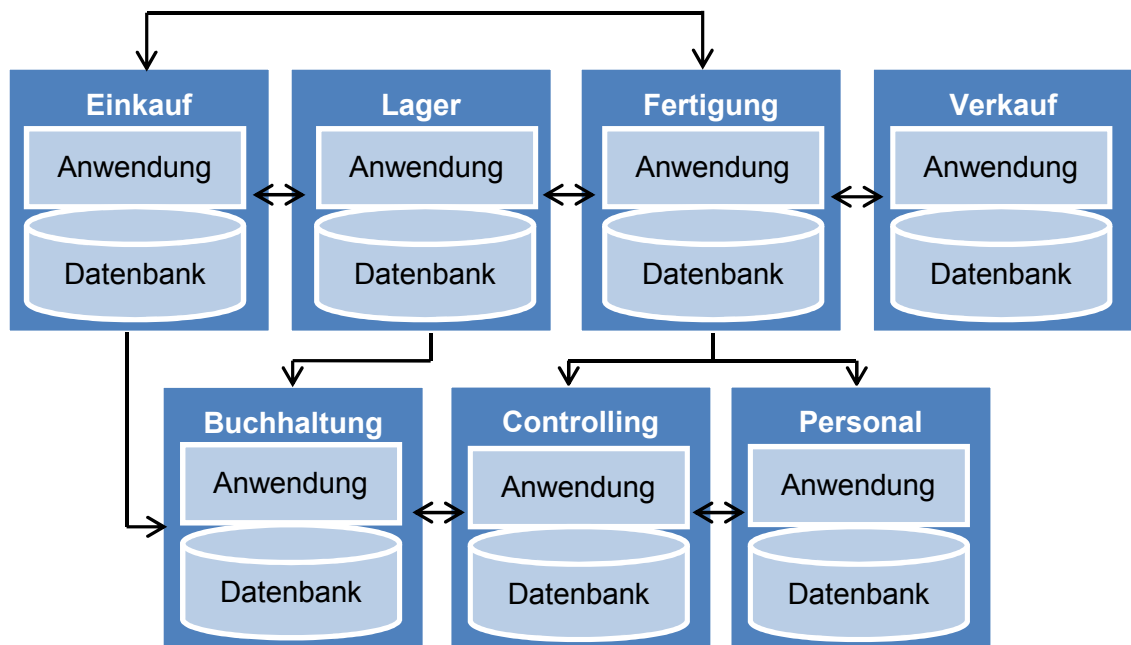 Einkauf
Anwendung
Datenbank
Lager
Anwendung
Datenbank
Fertigung
Anwendung
Datenbank
Verkauf
Anwendung
Datenbank
Buchhaltung
Anwendung
Datenbank
Controlling
Anwendung
Datenbank
Personal
Anwendung
Datenbank